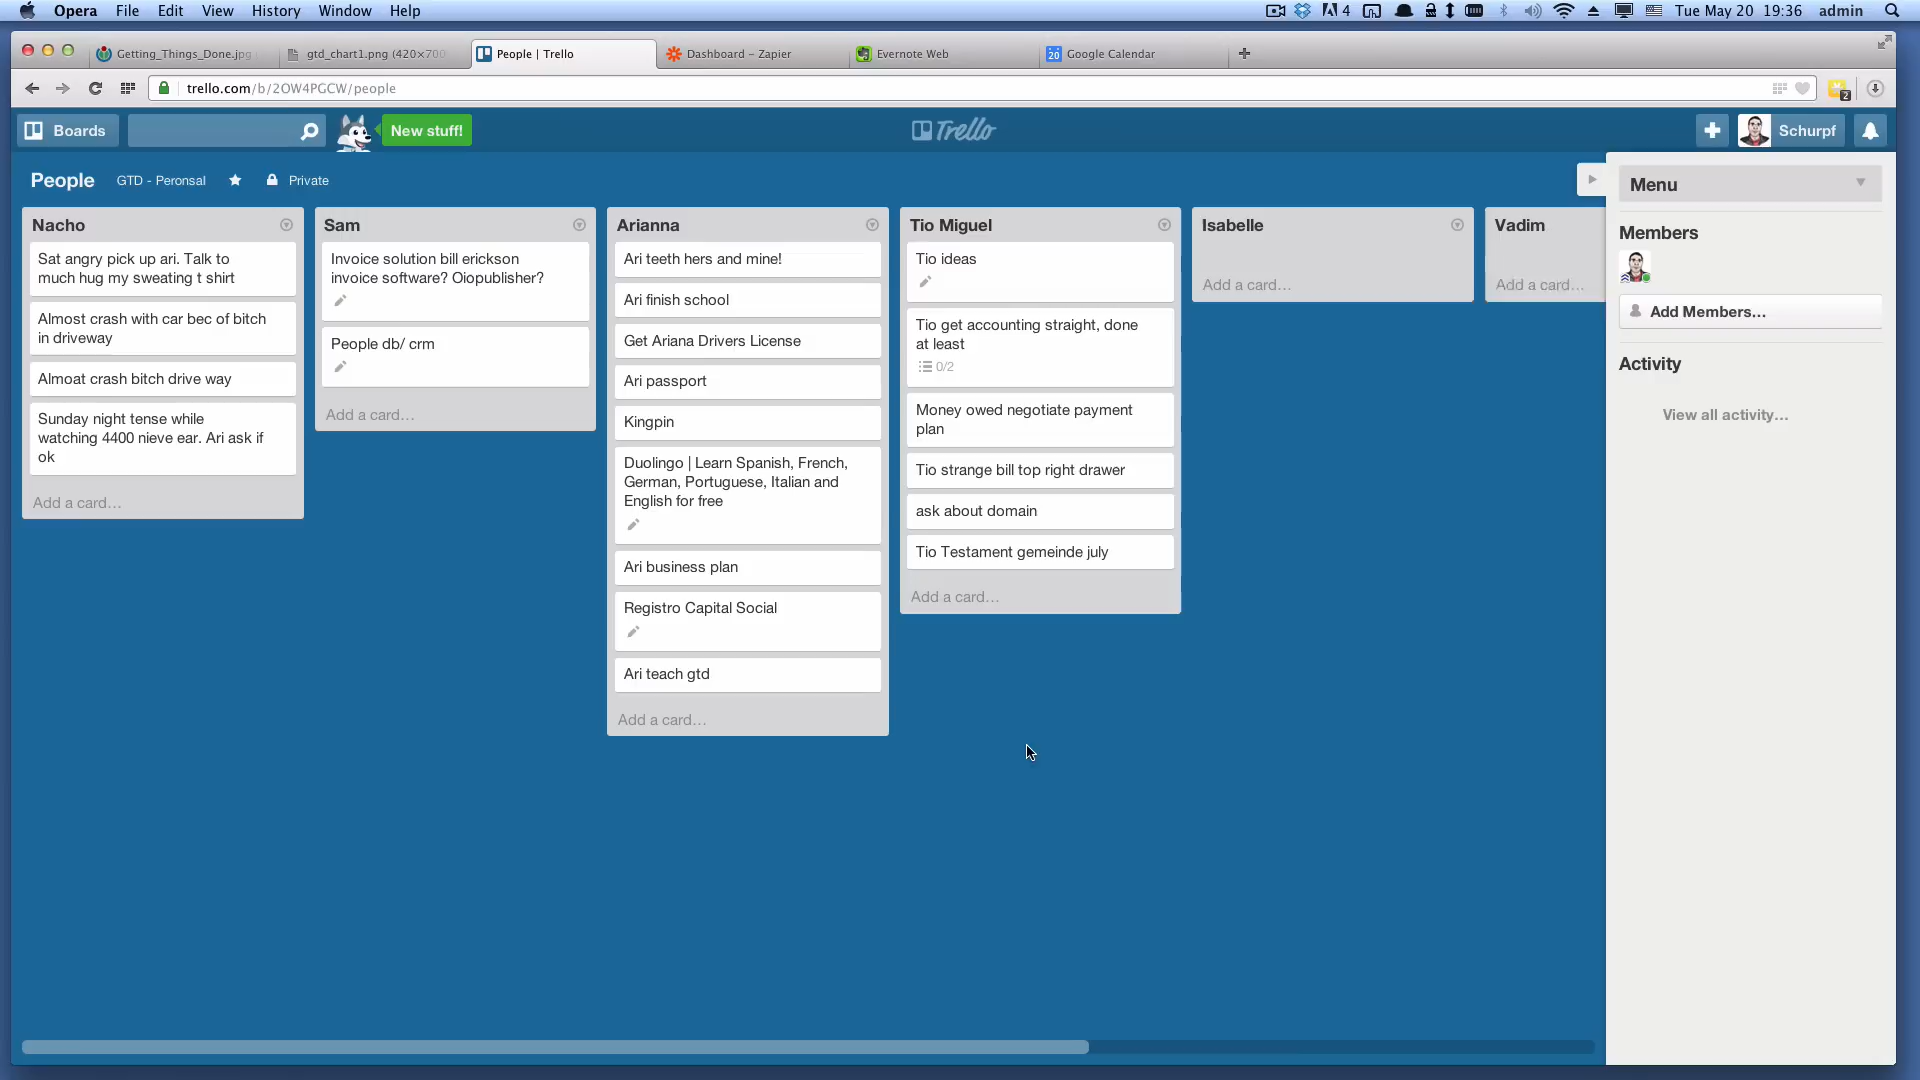 Opera File Edit View History Window Help 4 Tue May 20 19:36 admin
Getting_Things_Done.jpg gtd_chart1.png (420×700 People | Trello Dashboard – Zapier Evernote Web 20 Google Calendar
trello.com/b/2OW4PGCW/people 2
Boards New stuff! Trello Schurpf
People GTD - Peronsal Private
Menu
Members
Add Members...
Activity
View all activity...
Nacho
Sat angry pick up ari. Talk to
much hug my sweating t shirt
Almost crash with car bec of bitch
in driveway
Almoat crash bitch drive way
Sunday night tense while
watching 4400 nieve ear. Ari ask if
ok
Add a card...
Sam
Invoice solution bill erickson
invoice software? Oiopublisher?
People db/ crm
Add a card...
Arianna
Ari teeth hers and mine!
Ari finish school
Get Ariana Drivers License
Ari passport
Kingpin
Duolingo | Learn Spanish, French,
German, Portuguese, Italian and
English for free
Ari business plan
Registro Capital Social
Ari teach gtd
Add a card...
Tio Miguel
Tio ideas
Tio get accounting straight, done
at least
0/2
Money owed negotiate payment
plan
Tio strange bill top right drawer
ask about domain
Tio Testament gemeinde july
Add a card...
Isabelle
Add a card...
Vadim
Add a card...